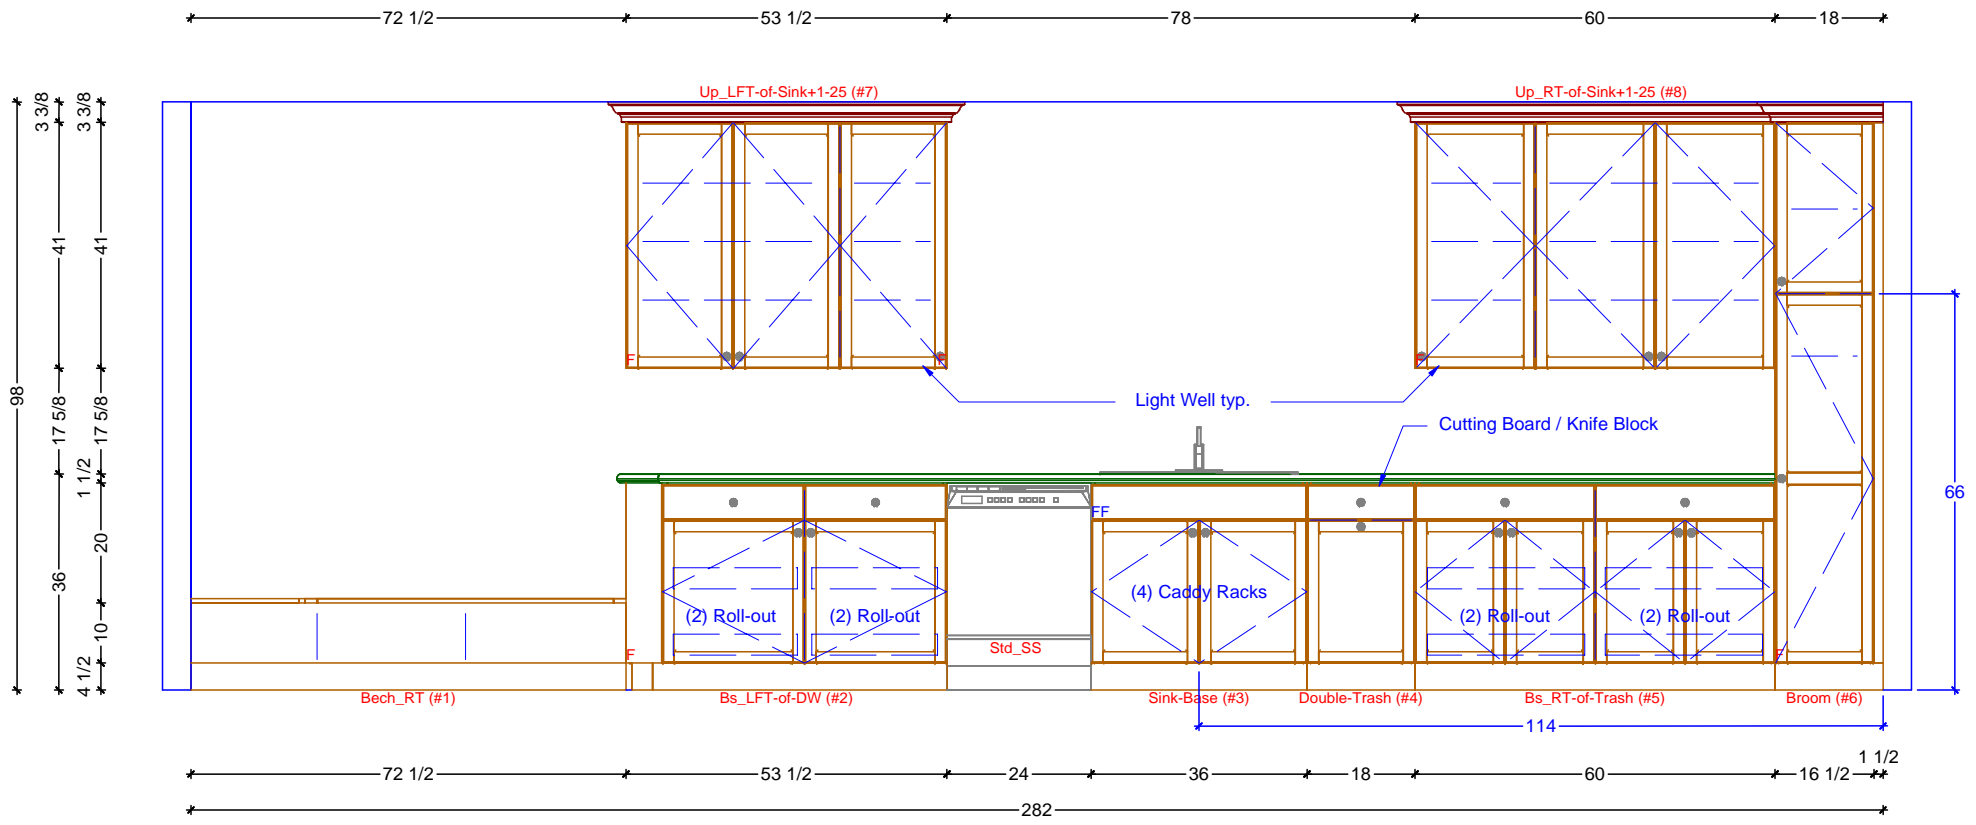 72 1/2 53 1/2 78 60 18
Up_LFT-of-Sink+1-25 (#7) Up_RT-of-Sink+1-25 (#8)
3 3/8 3 3/8
41 41
98
17 5/8 17 5/8
1 1/2
36 20
10
4 1/2
F F F
Light Well typ.
Cutting Board / Knife Block
66
FF
(2) Roll-out (2) Roll-out (4) Caddy Racks (2) Roll-out (2) Roll-out
Std_SS
F F
Bech_RT (#1) Bs_LFT-of-DW (#2) Sink-Base (#3) Double-Trash (#4) Bs_RT-of-Trash (#5) Broom (#6)
114
1 1/2
72 1/2 53 1/2 24 36 18 60 16 1/2
282